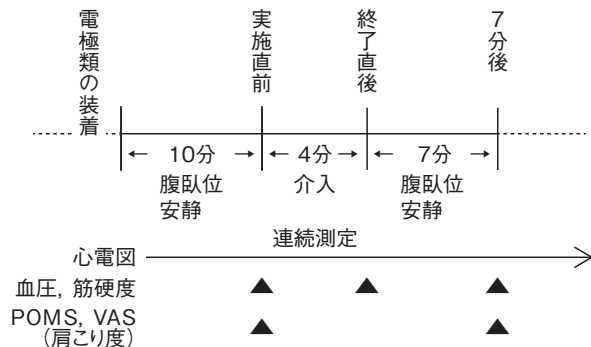 電極類の装着
実施直前
終了直後
7分後
← 10分 → ← 4分 → ← 7分 →
腹臥位 介入 腹臥位
安静 安静
連続測定
心電図
血圧, 筋硬度 ▲ ▲ ▲
POMS, VAS ▲ ▲
(肩こり度)